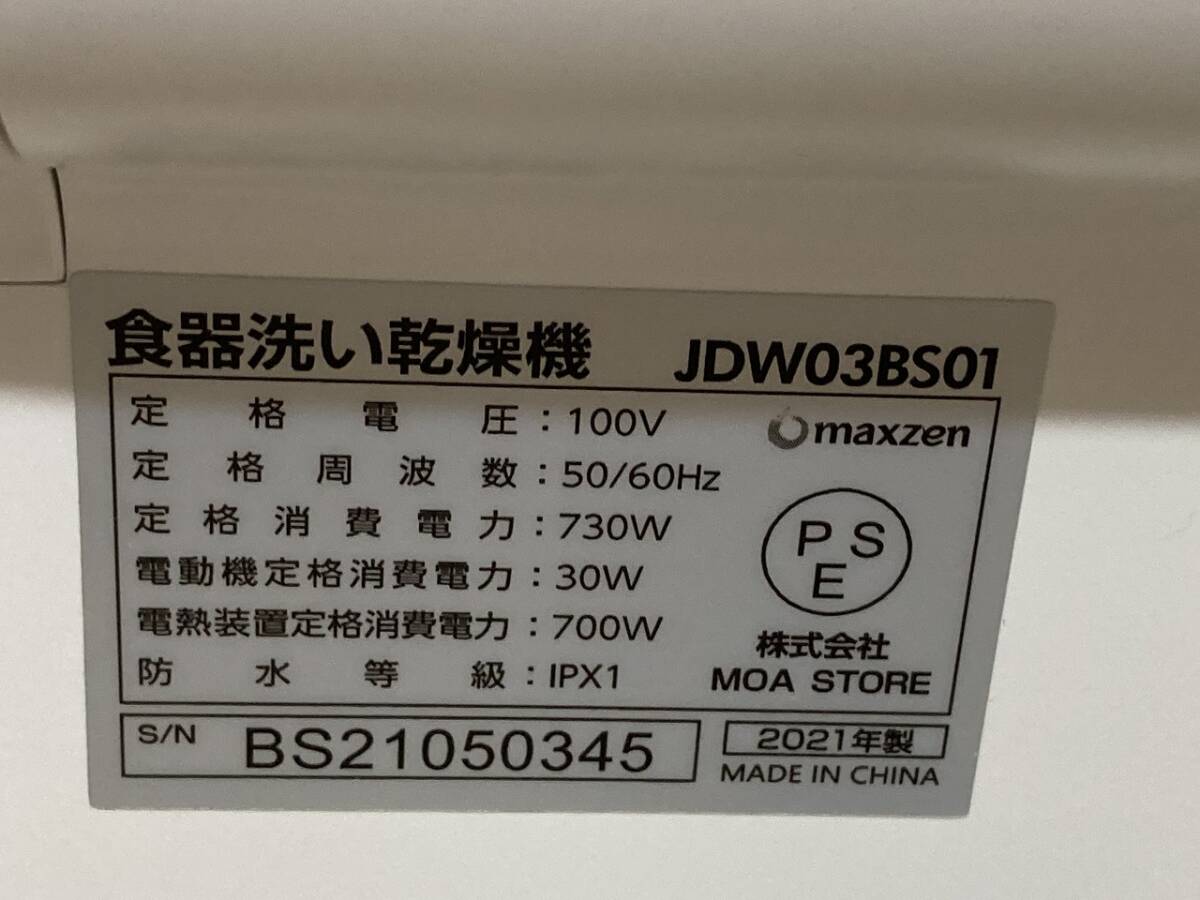 食器洗い乾燥機 JDW03BS01
定格電圧:100V
定格周波数:50/60Hz
定格消費電力:730W
電動機定格消費電力:30W
電熱装置定格消費電力:700W
防水等級:IPX1
maxzen
PS
E
株式会社
MOA STORE
S/N BS21050345
2021年製
MADE IN CHINA